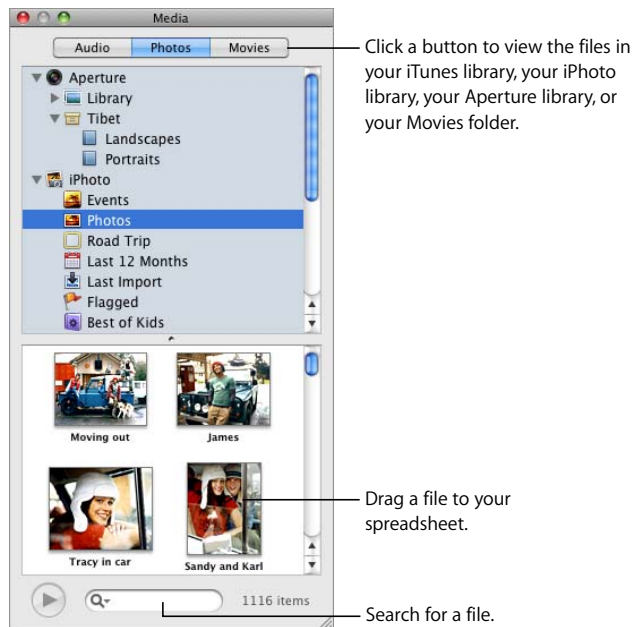 Media
Audio Photos Movies
Click a button to view the files in
your iTunes library, your iPhoto
library, your Aperture library, or
your Movies folder.
Aperture
Library
Tibet
Landscapes
Portraits
iPhoto
Events
Photos
Road Trip
Last 12 Months
Last Import
Flagged
Best of Kids
Moving out
James
Tracy in car
Sandy and Karl
Drag a file to your
spreadsheet.
1116 items
Search for a file.